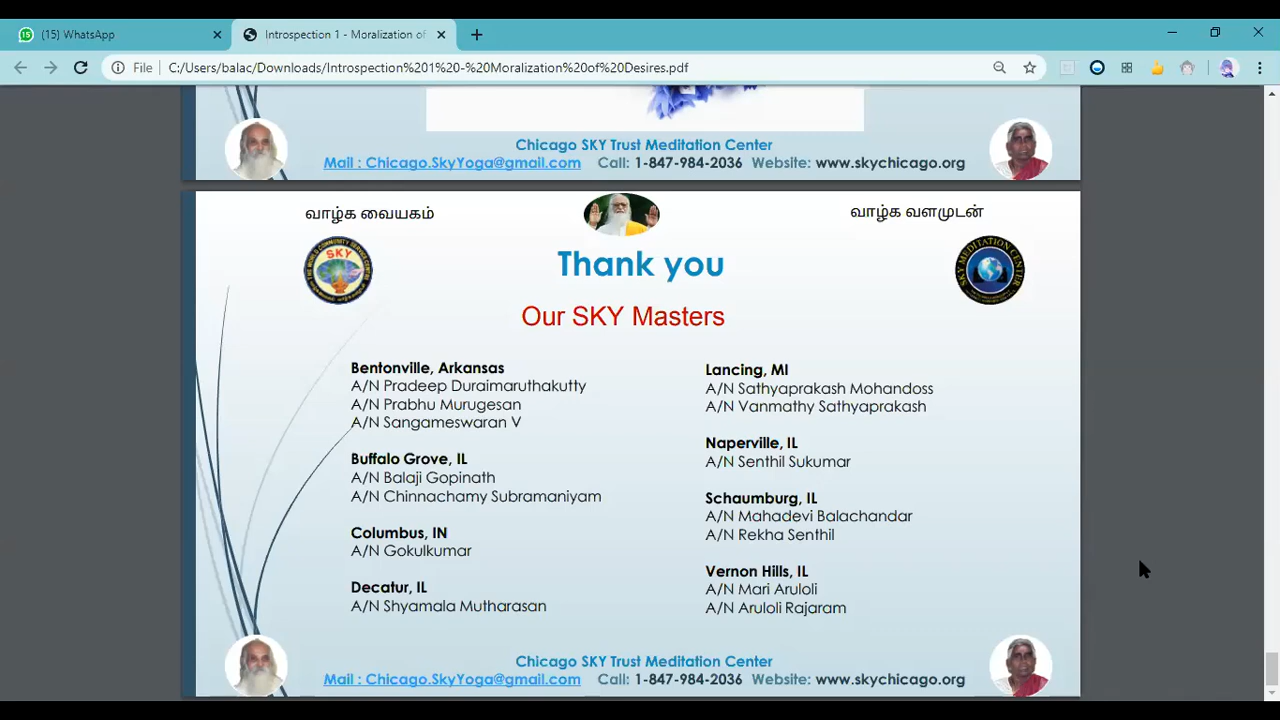 (15) WhatsApp
Introspection 1 - Moralization of
File C:/Users/balac/Downloads/Introspection%201%20-%20Moralization%20of%20Desires.pdf
Chicago SKY Trust Meditation Center
Mail : Chicago.SkyYoga@gmail.com Call: 1-847-984-2036 Website: www.skychicago.org
வாழ்க வையகம்
வாழ்க வளமுடன்
SKY
Thank you
Our SKY Masters
Bentonville, Arkansas
A/N Pradeep Duraimaruthakutty
A/N Prabhu Murugesan
A/N Sangameswaran V
Buffalo Grove, IL
A/N Balaji Gopinath
A/N Chinnachamy Subramaniyam
Columbus, IN
A/N Gokulkumar
Decatur, IL
A/N Shyamala Mutharasan
Lancing, MI
A/N Sathyaprakash Mohandoss
A/N Vanmathy Sathyaprakash
Naperville, IL
A/N Senthil Sukumar
Schaumburg, IL
A/N Mahadevi Balachandar
A/N Rekha Senthil
Vernon Hills, IL
A/N Mari Aruloli
A/N Aruloli Rajaram
Chicago SKY Trust Meditation Center
Mail : Chicago.SkyYoga@gmail.com Call: 1-847-984-2036 Website: www.skychicago.org